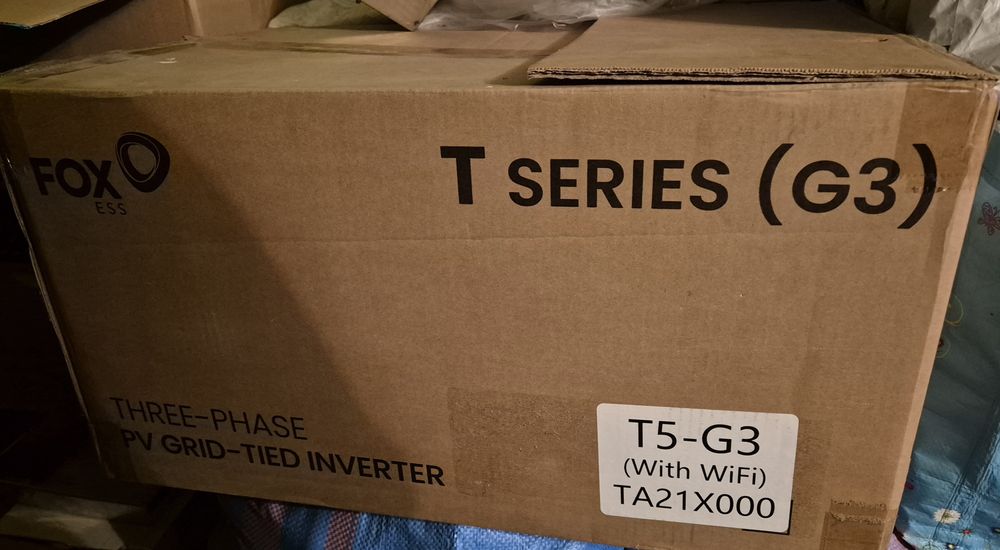 FOX
ESS
T SERIES (G3)
THREE-PHASE
PV GRID-TIED INVERTER
T5-G3
(With WiFi)
TA21X000